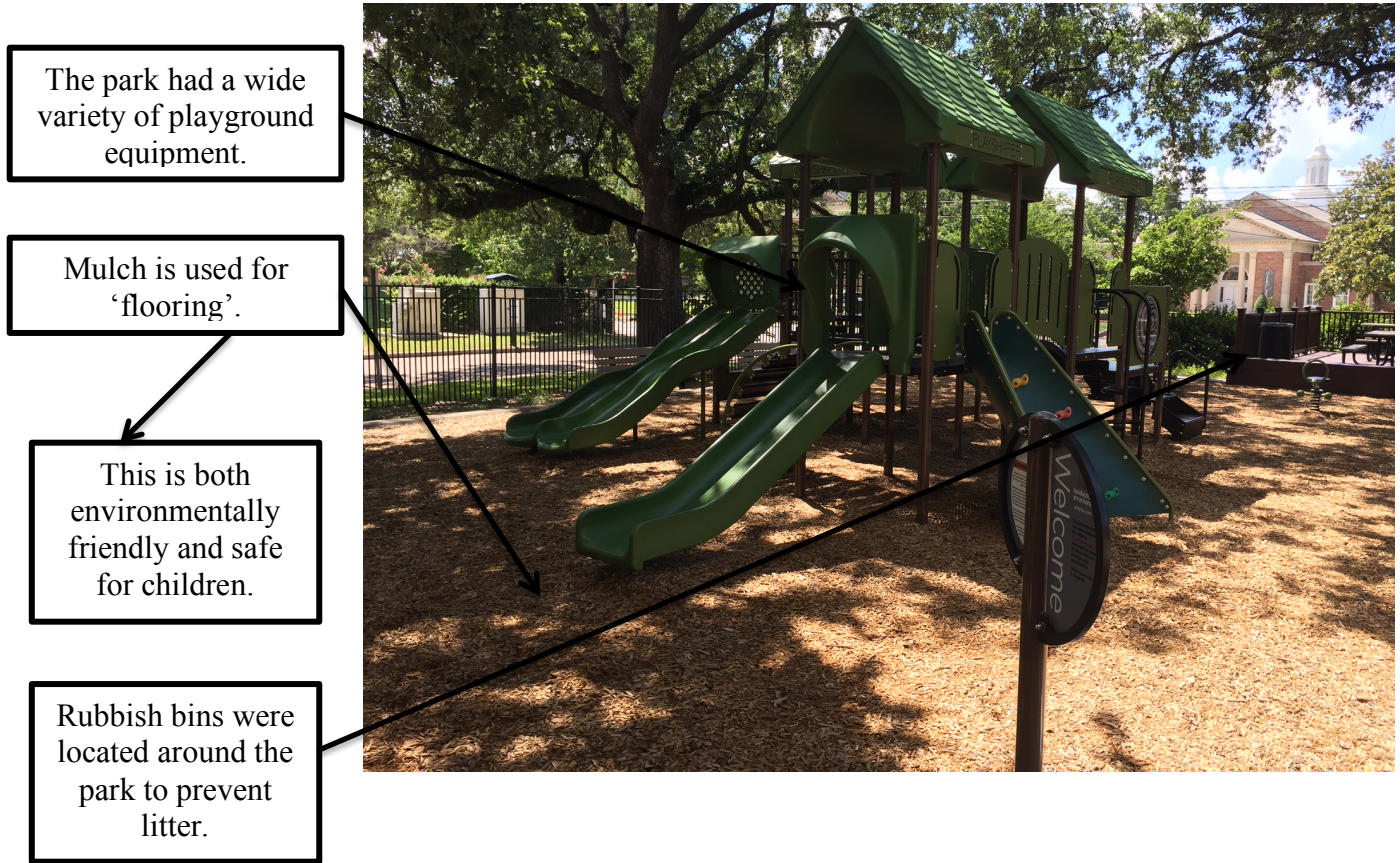 The park had a wide
variety of playground
equipment.
Mulch is used for
‘flooring’.
This is both
environmentally
friendly and safe
for children.
Rubbish bins were
located around the
park to prevent
litter.
PLAYSHAPER
Welcome